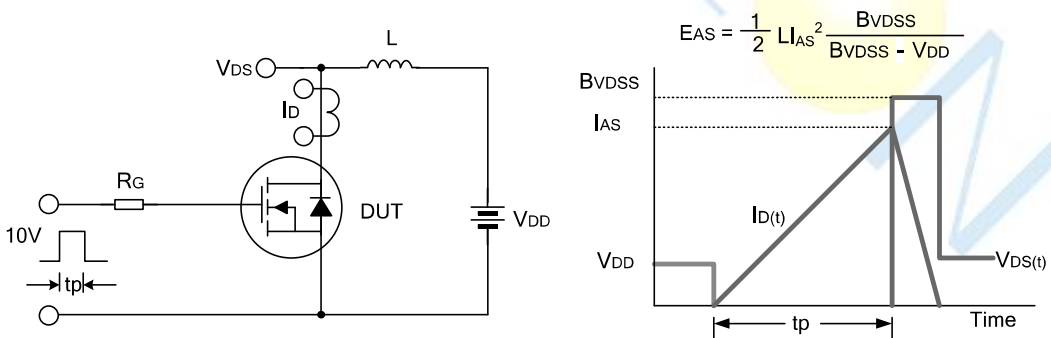 VDS
L
ID
RG
10V
tp
DUT
VDD
EAS = 1/2 LIAS² BVDSS / BVDSS - VDD
BVDSS
IAS
ID(t)
VDD
VDS(t)
tp
Time